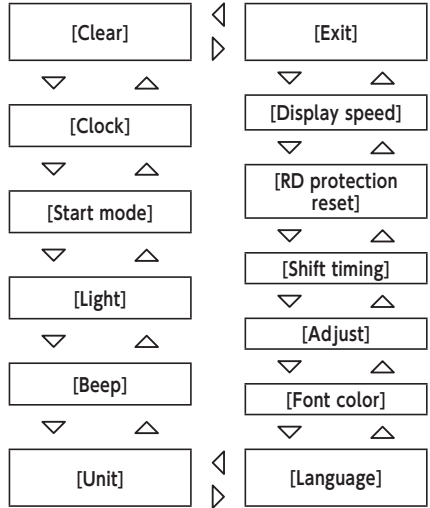 [Clear]
[Clock]
[Start mode]
[Light]
[Beep]
[Unit]
[Exit]
[Display speed]
[RD protection
reset]
[Shift timing]
[Adjust]
[Font color]
[Language]